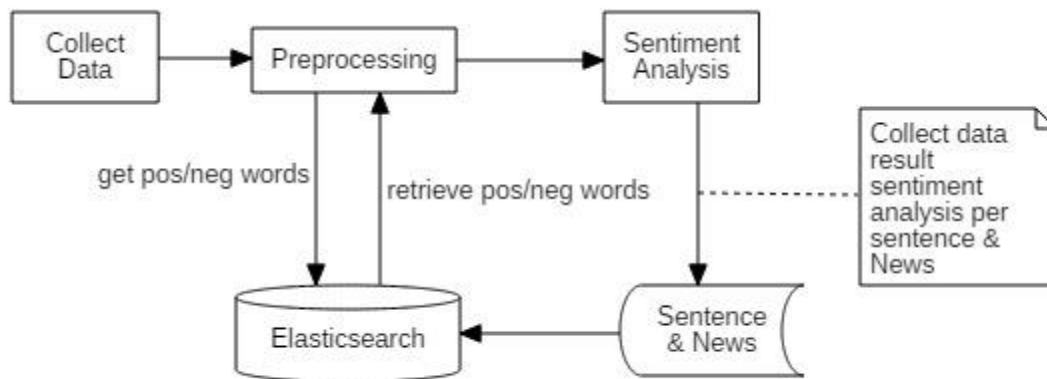 Collect
Data
Preprocessing
Sentiment
Analysis
get pos/neg words
retrieve pos/neg words
Collect data
result
sentiment
analysis per
sentence &
News
Elasticsearch
Sentence
& News